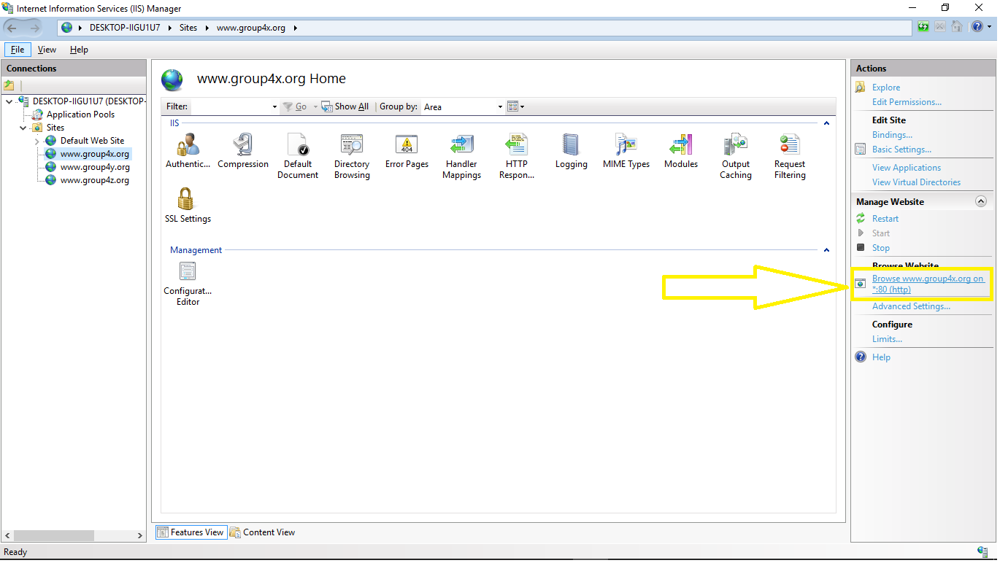 Internet Information Services (IIS) Manager
DESKTOP-IIGU1U7 Sites www.group4x.org
File View Help
Connections
DESKTOP-IIGU1U7 (DESKTOP-
Application Pools
Sites
Default Web Site
www.group4x.org
www.group4y.org
www.group4z.org
www.group4x.org Home
Filter: Go Show All Group by: Area
IIS
Authentic...
Compression
Default
Document
Directory
Browsing
404
Error Pages
Handler
Mappings
HTTP
Respon...
Logging
MIME Types
Modules
Output
Caching
Request
Filtering
SSL Settings
Management
Configurat...
Editor
Features View Content View
Actions
Explore
Edit Permissions...
Edit Site
Bindings...
Basic Settings...
View Applications
View Virtual Directories
Manage Website
Restart
Start
Stop
Browse Website
Browse www.group4x.org on
*:80 (http)
Advanced Settings...
Configure
Limits...
Help
Ready